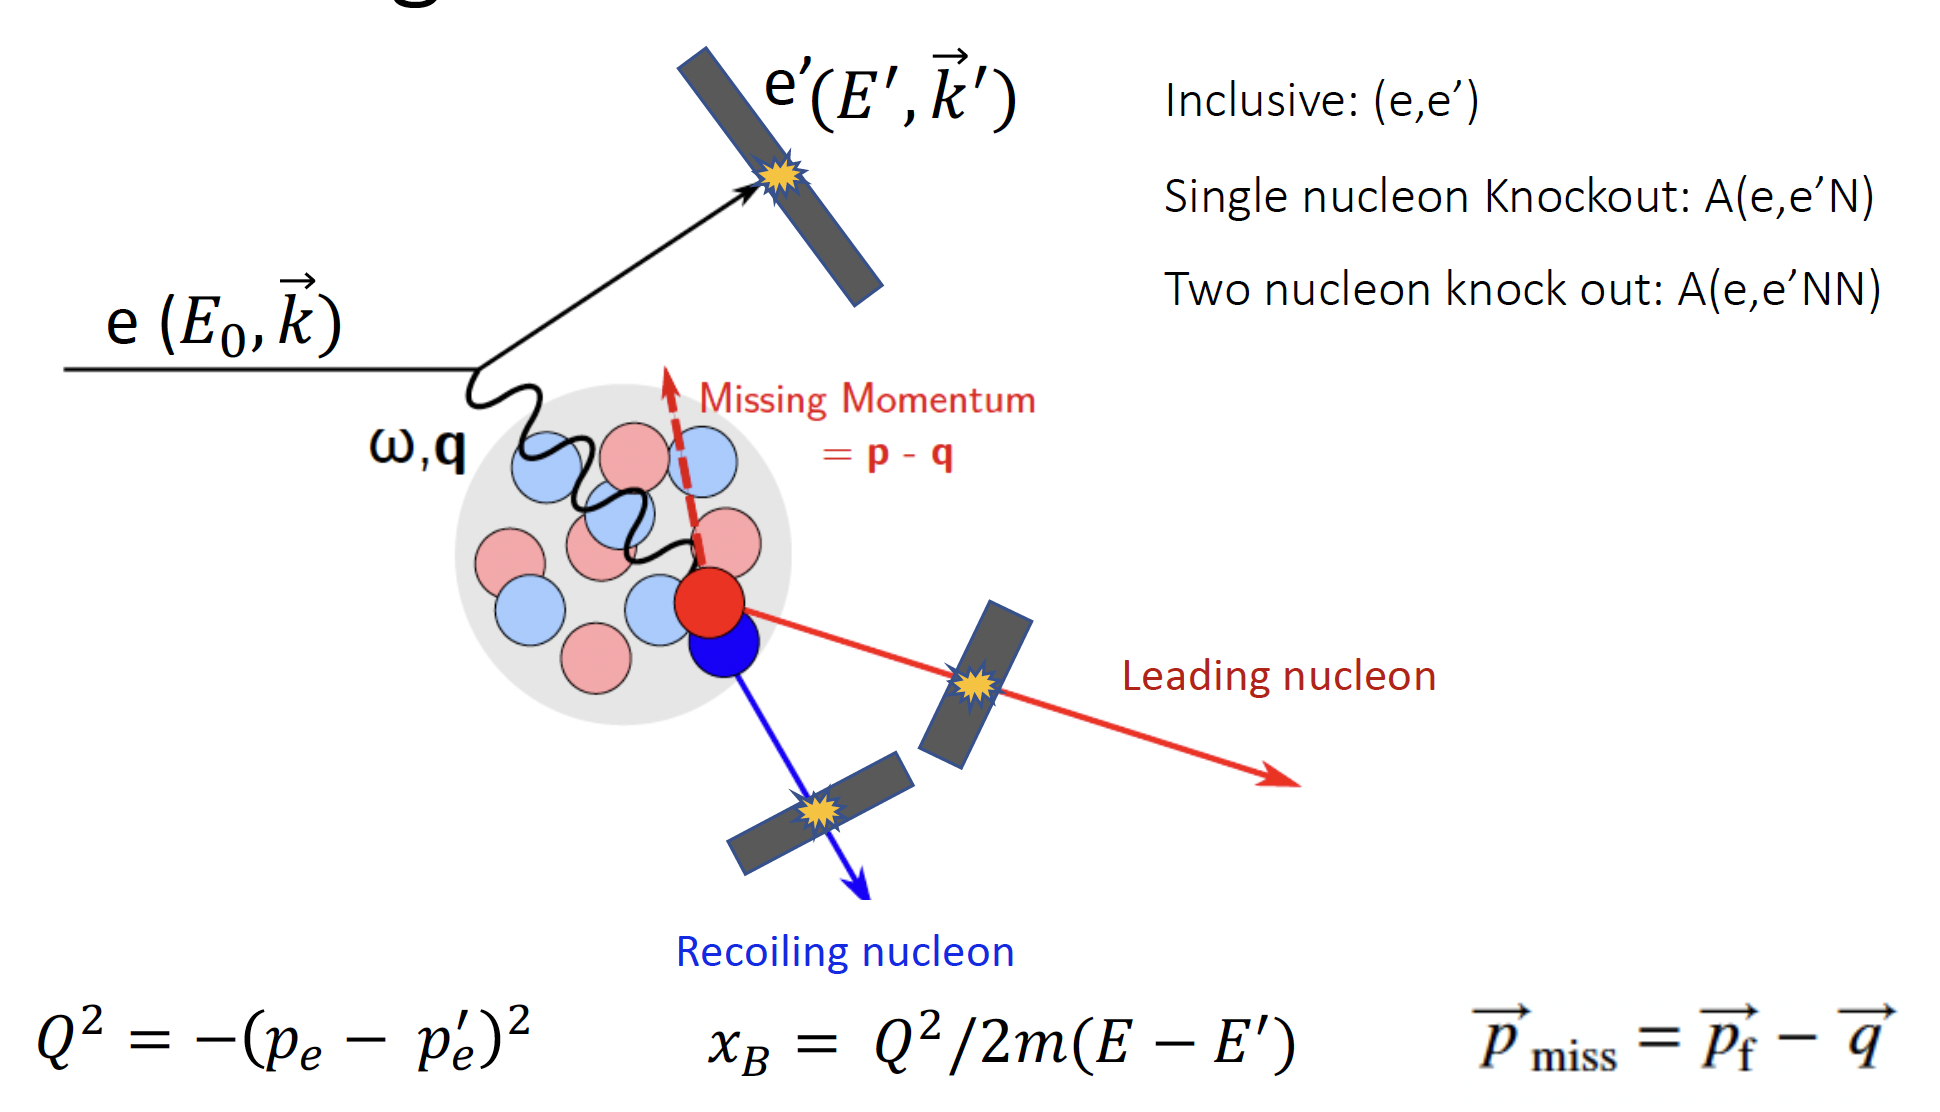 e (E₀, k⃗)
e’(E′, k⃗′)
Inclusive: (e,e’)
Single nucleon Knockout: A(e,e’N)
Two nucleon knock out: A(e,e’NN)
ω,q
Missing Momentum
= p - q
Leading nucleon
Recoiling nucleon
Q² = −(pₑ − p′ₑ)²
x_B = Q²/2m(E − E′)
p⃗_miss = p⃗_f − q⃗